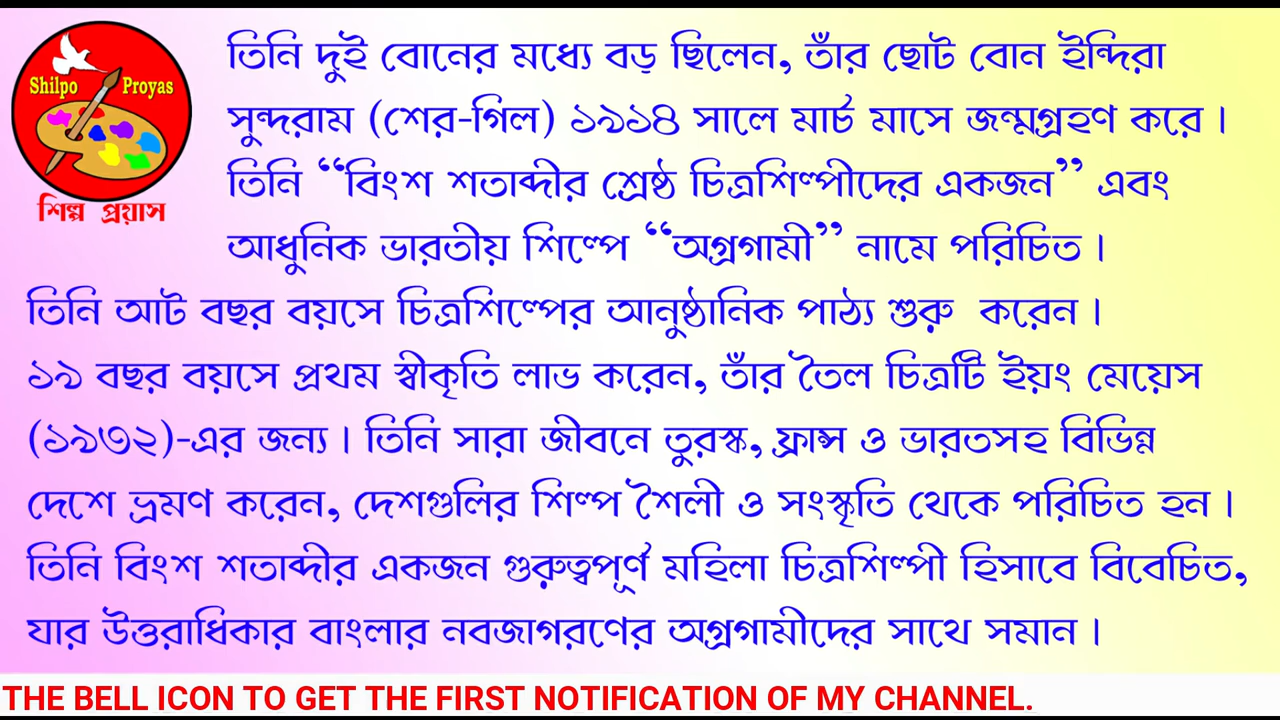 Shilpo Proyas
শিল্প প্রয়াস
তিনি দুই বোনের মধ্যে বড় ছিলেন, তাঁর ছোট বোন ইন্দিরা
সুন্দরাম (শের-গিল) ১৯১৪ সালে মার্চ মাসে জন্মগ্রহণ করে।
তিনি “বিংশ শতাব্দীর শ্রেষ্ঠ চিত্রশিল্পীদের একজন” এবং
আধুনিক ভারতীয় শিল্পে “অগ্রগামী” নামে পরিচিত।
তিনি আট বছর বয়সে চিত্রশিল্পের আনুষ্ঠানিক পাঠ্য শুরু করেন।
১৯ বছর বয়সে প্রথম স্বীকৃতি লাভ করেন, তাঁর তৈল চিত্রটি ইয়ং মেয়েস
(১৯৩২)-এর জন্য। তিনি সারা জীবনে তুরস্ক, ফ্রান্স ও ভারতসহ বিভিন্ন
দেশে ভ্রমণ করেন, দেশগুলির শিল্প শৈলী ও সংস্কৃতি থেকে পরিচিত হন।
তিনি বিংশ শতাব্দীর একজন গুরুত্বপূর্ণ মহিলা চিত্রশিল্পী হিসাবে বিবেচিত,
যার উত্তরাধিকার বাংলার নবজাগরণের অগ্রগামীদের সাথে সমান।
THE BELL ICON TO GET THE FIRST NOTIFICATION OF MY CHANNEL.